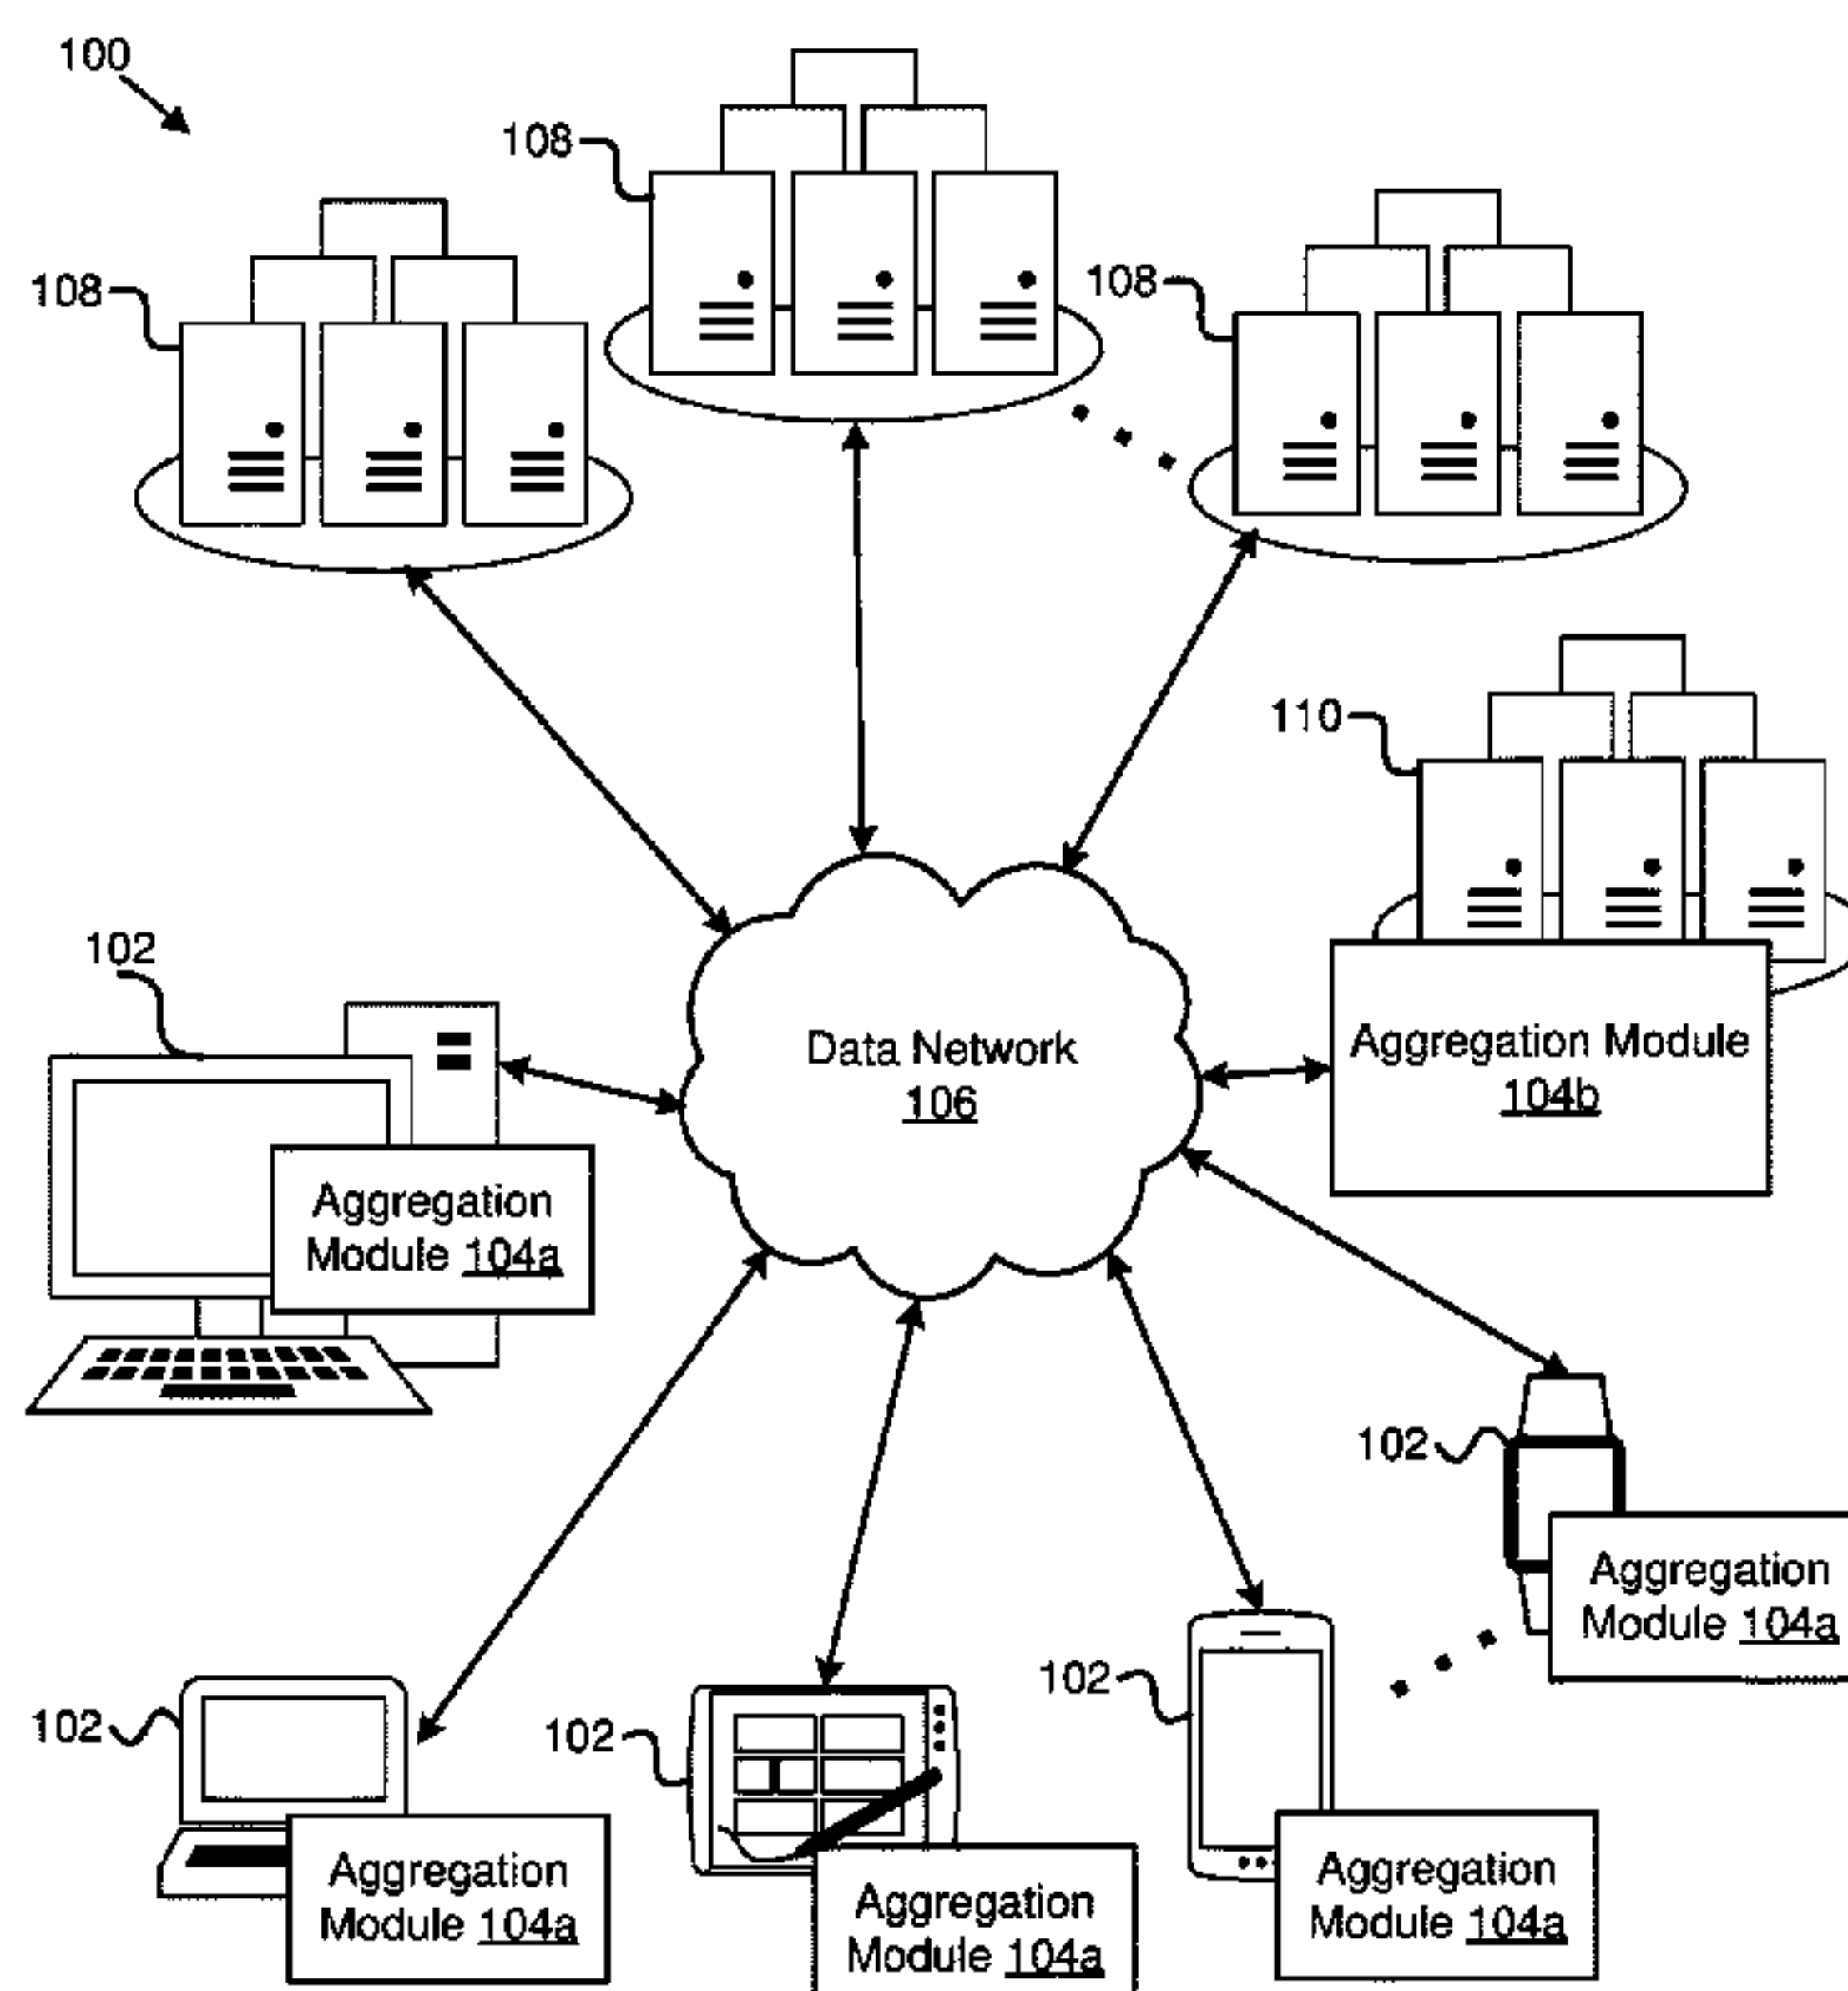 100
108
108
108
110
102
Data Network
106
Aggregation Module
104b
Aggregation
Module 104a
102
Aggregation
Module 104a
102
Aggregation
Module 104a
102
Aggregation
Module 104a
102
Aggregation
Module 104a